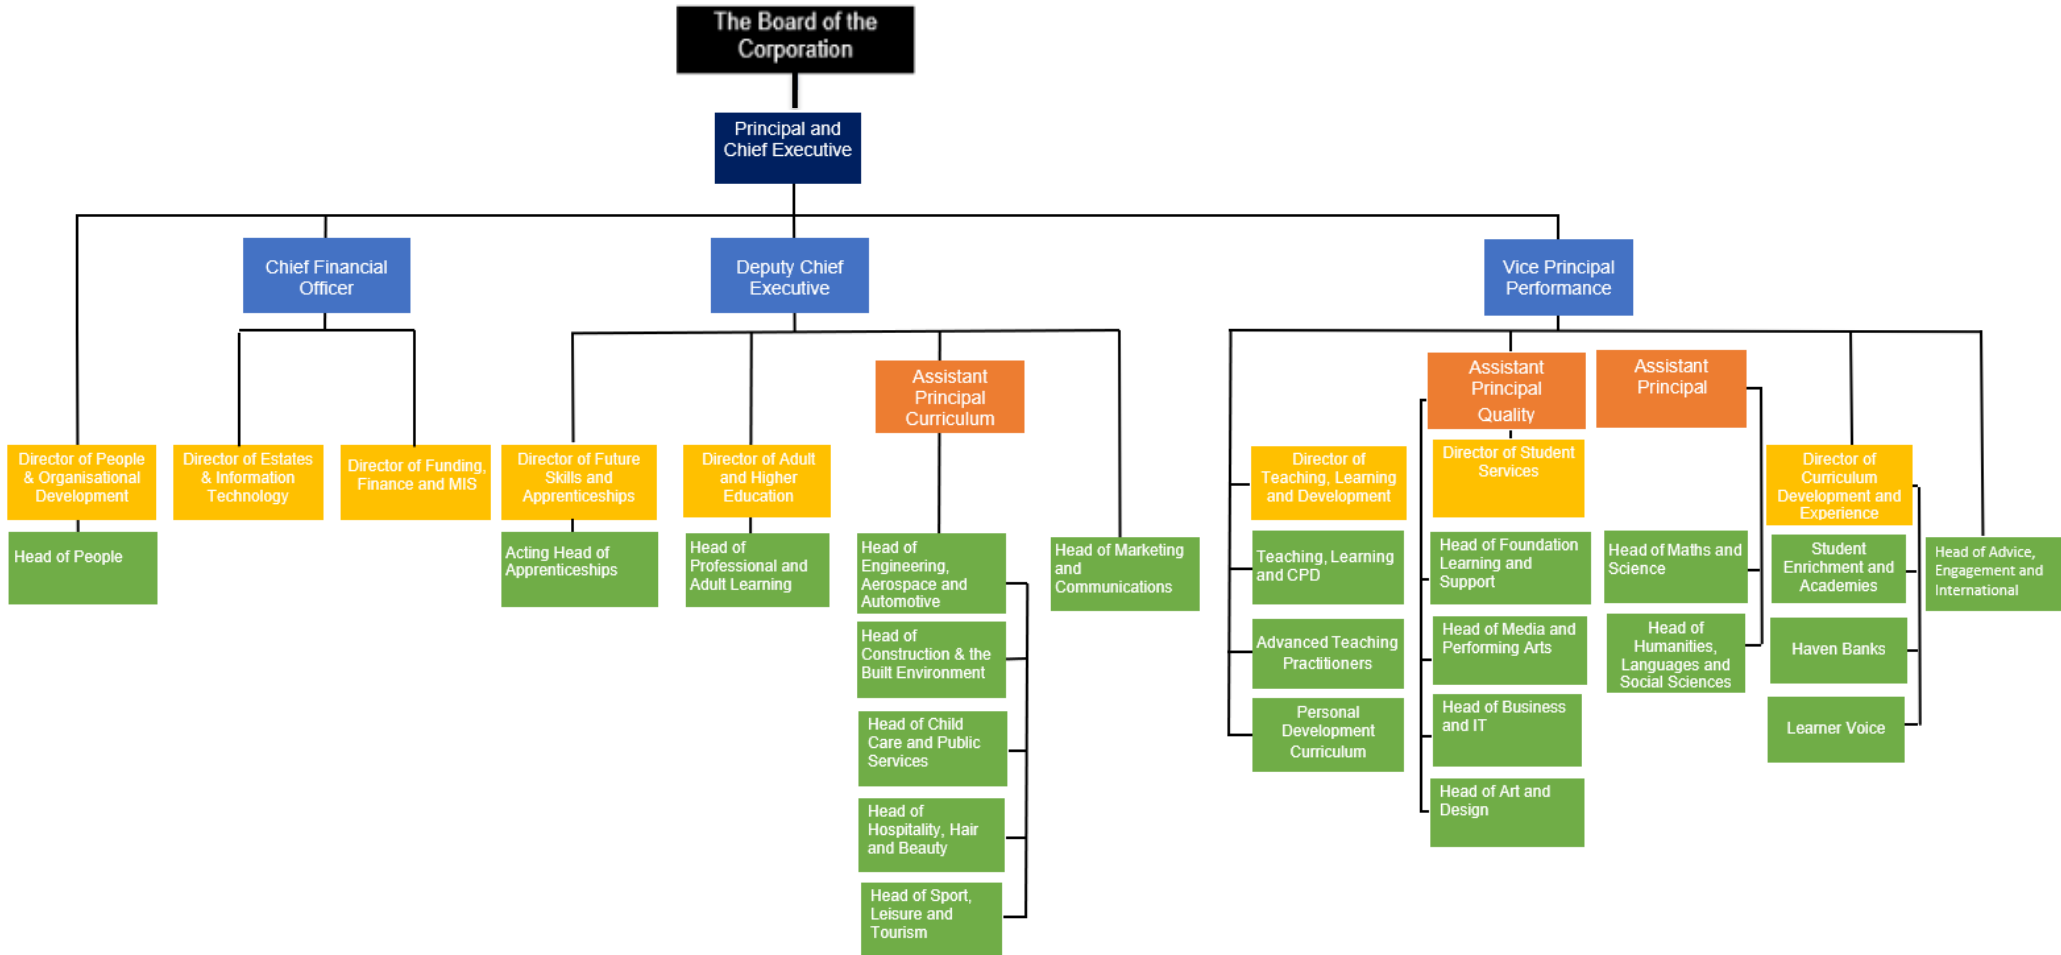 The Board of the
Corporation
Principal and
Chief Executive
Chief Financial
Officer
Deputy Chief
Executive
Vice Principal
Performance
Assistant
Principal
Curriculum
Assistant
Principal
Quality
Assistant
Principal
Director of People
& Organisational
Development
Director of Estates
& Information
Technology
Director of Funding,
Finance and MIS
Director of Future
Skills and
Apprenticeships
Director of Adult
and Higher
Education
Director of
Teaching, Learning
and Development
Director of Student
Services
Director of
Curriculum
Development and
Experience
Head of People
Acting Head of
Apprenticeships
Head of
Professional and
Adult Learning
Head of
Engineering,
Aerospace and
Automotive
Head of Marketing
and
Communications
Teaching, Learning
and CPD
Head of Foundation
Learning and
Support
Head of Maths and
Science
Student
Enrichment and
Academies
Head of Advice,
Engagement and
International
Head of
Construction & the
Built Environment
Advanced Teaching
Practitioners
Head of Media and
Performing Arts
Head of
Humanities,
Languages and
Social Sciences
Haven Banks
Head of Child
Care and Public
Services
Personal
Development
Curriculum
Head of Business
and IT
Learner Voice
Head of
Hospitality, Hair
and Beauty
Head of Art and
Design
Head of Sport,
Leisure and
Tourism